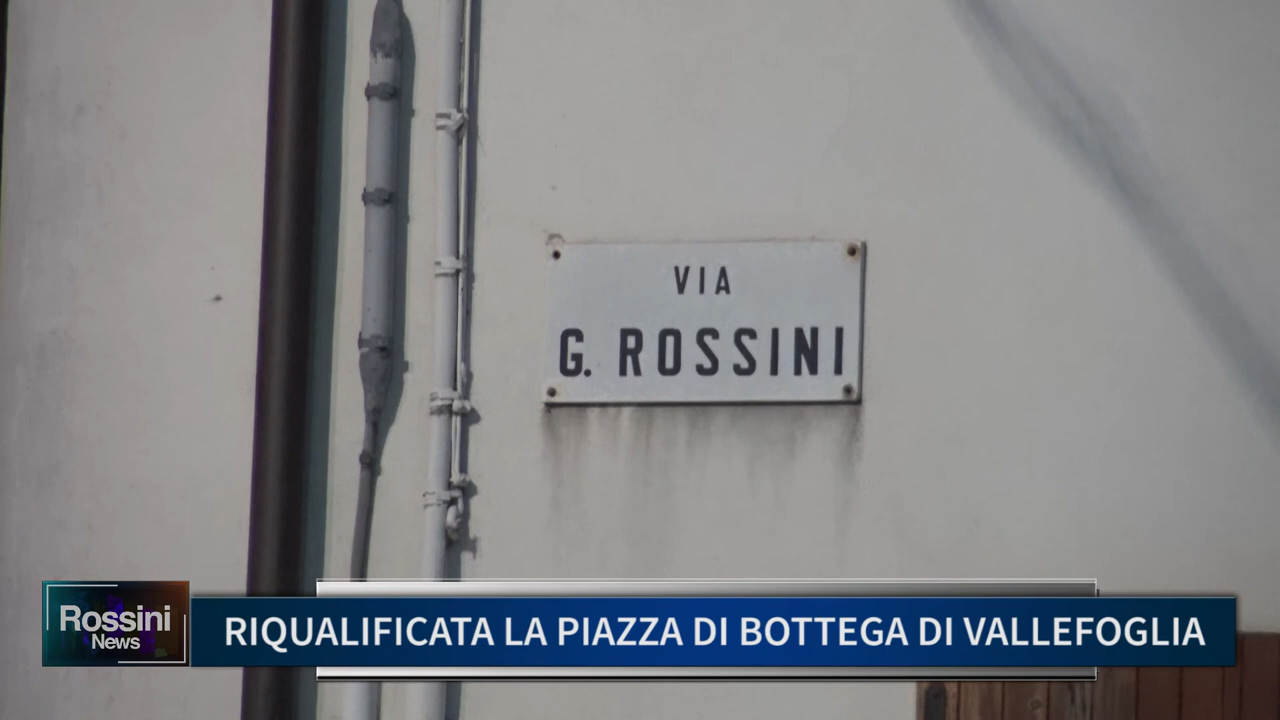 VIA
G. ROSSINI
Rossini
News
RIQUALIFICATA LA PIAZZA DI BOTTEGA DI VALLEFOGLIA